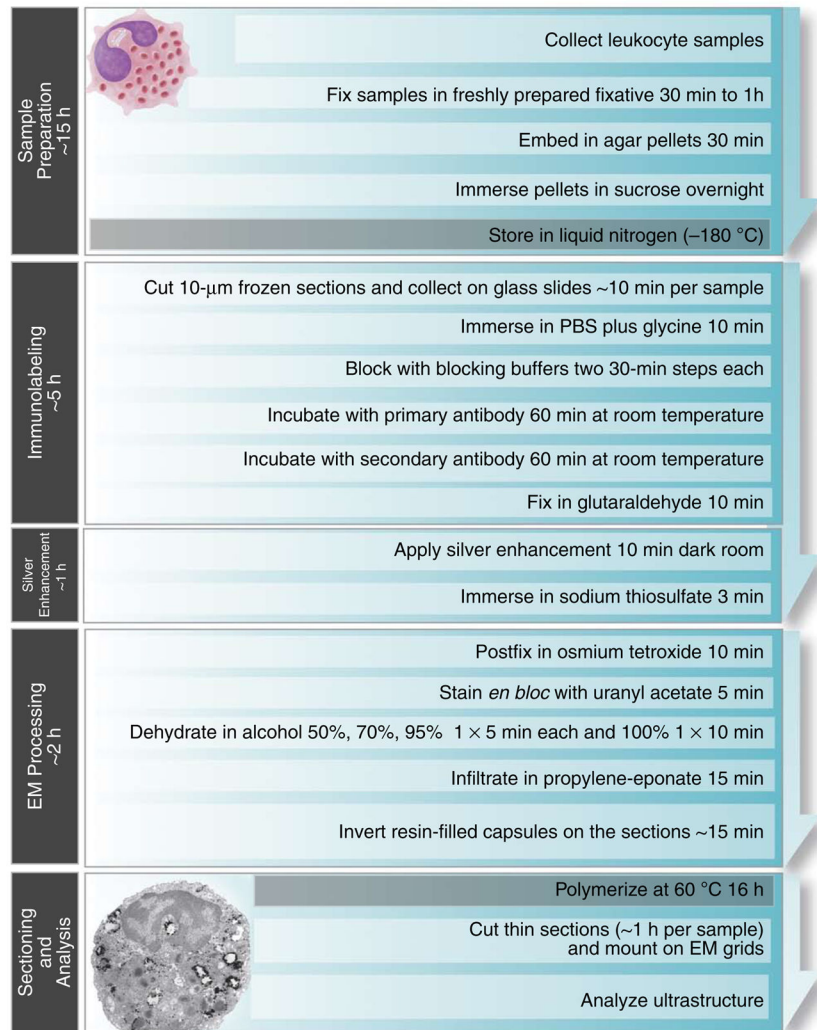 Sample
Preparation
~15 h
Collect leukocyte samples
Fix samples in freshly prepared fixative 30 min to 1h
Embed in agar pellets 30 min
Immerse pellets in sucrose overnight
Store in liquid nitrogen (–180 °C)
Immunolabeling
~5 h
Cut 10-μm frozen sections and collect on glass slides ~10 min per sample
Immerse in PBS plus glycine 10 min
Block with blocking buffers two 30-min steps each
Incubate with primary antibody 60 min at room temperature
Incubate with secondary antibody 60 min at room temperature
Fix in glutaraldehyde 10 min
Silver
Enhancement
~1 h
Apply silver enhancement 10 min dark room
Immerse in sodium thiosulfate 3 min
EM Processing
~2 h
Postfix in osmium tetroxide 10 min
Stain en bloc with uranyl acetate 5 min
Dehydrate in alcohol 50%, 70%, 95% 1 × 5 min each and 100% 1 × 10 min
Infiltrate in propylene-eponate 15 min
Invert resin-filled capsules on the sections ~15 min
Sectioning
and
Analysis
Polymerize at 60 °C 16 h
Cut thin sections (~1 h per sample)
and mount on EM grids
Analyze ultrastructure